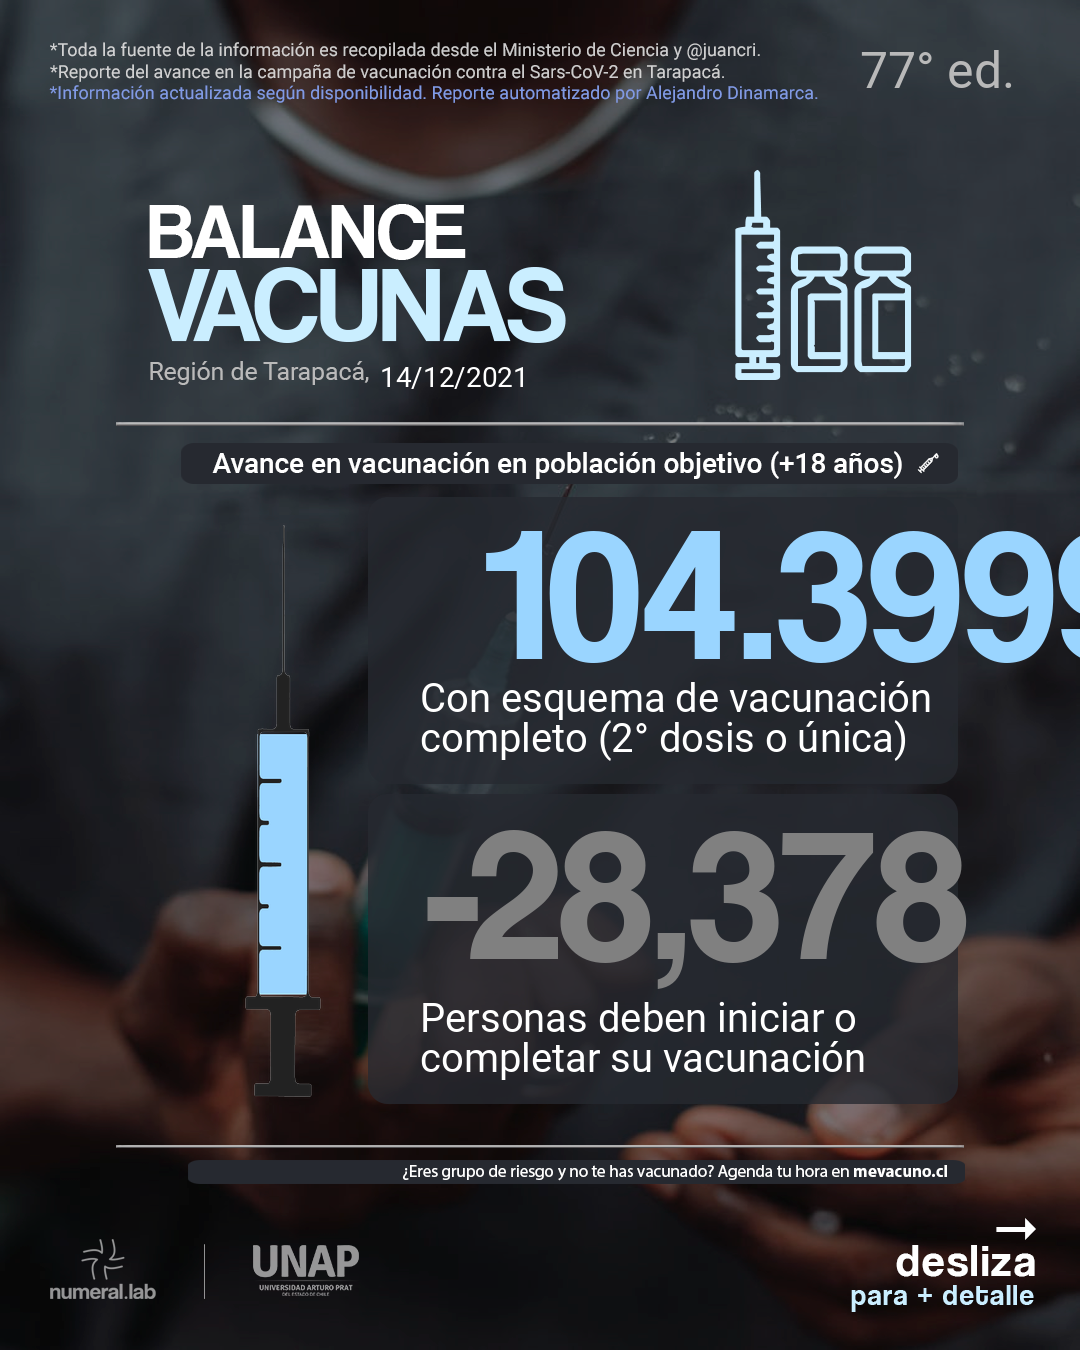 *Toda la fuente de la información es recopilada desde el Ministerio de Ciencia y @juancri.
*Reporte del avance en la campaña de vacunación contra el Sars-CoV-2 en Tarapacá.
*Información actualizada según disponibilidad. Reporte automatizado por Alejandro Dinamarca.
77° ed.
BALANCE
VACUNAS
Región de Tarapacá, 14/12/2021
Avance en vacunación en población objetivo (+18 años)
104.3999
Con esquema de vacunación
completo (2° dosis o única)
-28,378
Personas deben iniciar o
completar su vacunación
¿Eres grupo de riesgo y no te has vacunado? Agenda tu hora en mevacuno.cl
numeral.lab
UNAP
UNIVERSIDAD ARTURO PRAT
DEL ESTADO DE CHILE
desliza
para + detalle